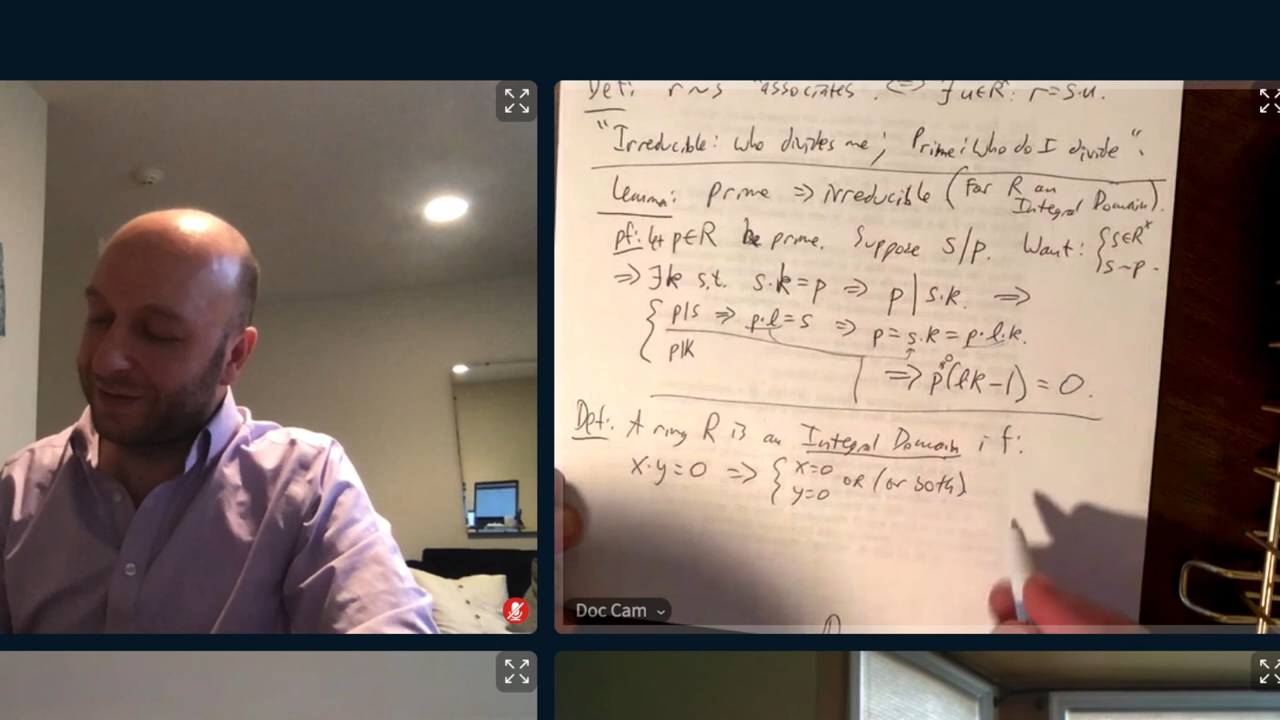 Def: r~s "associates" <=> ∃u∈R^x: r=s·u.
"Irreducible: who divides me; Prime: Who do I divide".
Lemma: prime => irreducible (For R an Integral Domain).
pf: let p∈R be prime. Suppose s|p. Want: {s∈R^x
s~p.
=> ∃k s.t. s·k=p => p|s·k. =>
{p|s => p·l=s => p=s·k=p·l·k.
p|k
=> p(lk-1)=0.
Def: A ring R is an Integral Domain if:
x·y=0 => {x=0 OR (or both)
y=0
Doc Cam